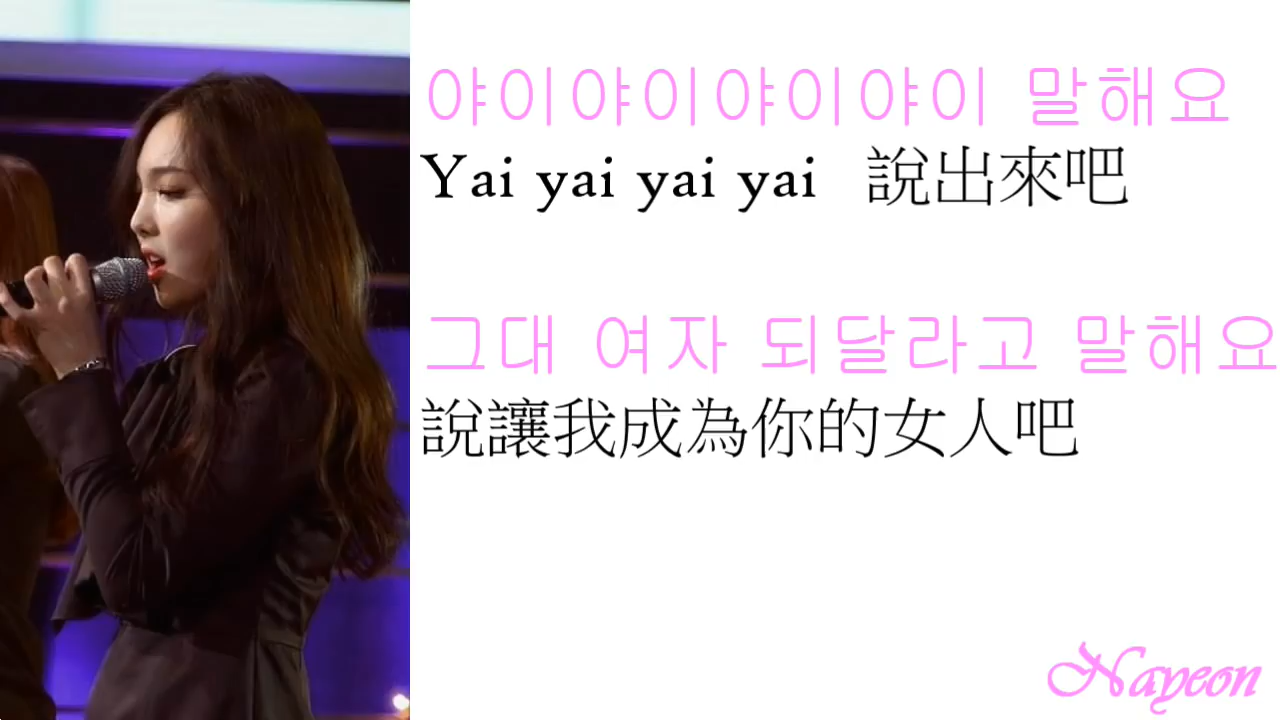 야이야이야이야이 말해요
Yai yai yai yai 說出來吧
그대 여자 되달라고 말해요
說讓我成為你的女人吧
Nayeon